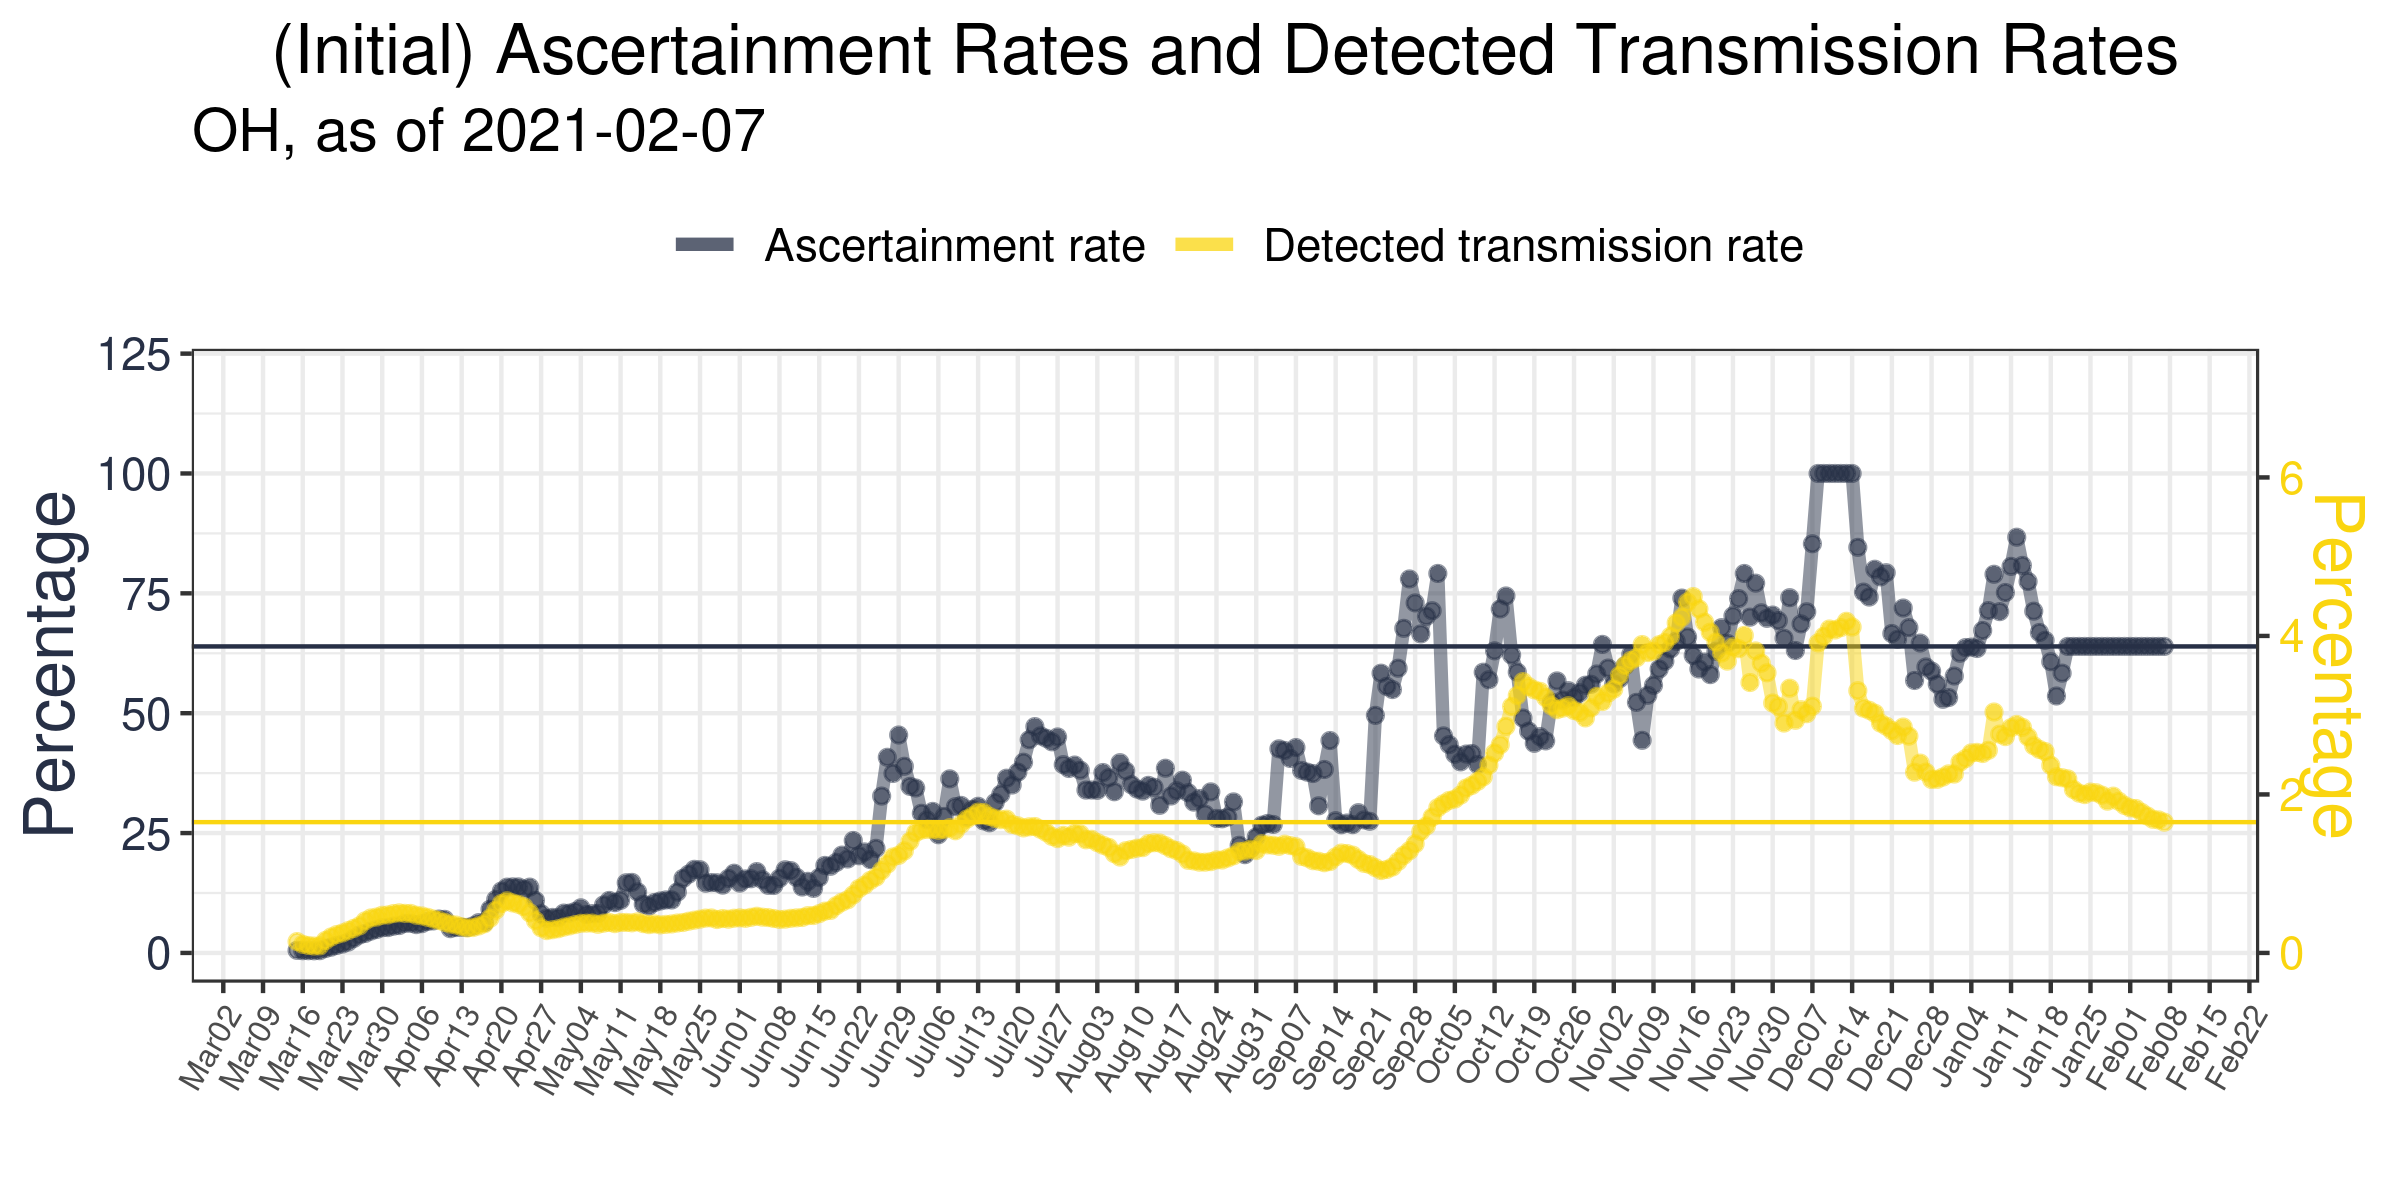 (Initial) Ascertainment Rates and Detected Transmission Rates
OH, as of 2021-02-07
Ascertainment rate Detected transmission rate
125
100
75
50
25
0
Percentage
6
4
2
0
Percentage
Mar02 Mar09 Mar16 Mar23 Mar30 Apr06 Apr13 Apr20 Apr27 May04 May11 May18 May25 Jun01 Jun08 Jun15 Jun22 Jun29 Jul06 Jul13 Jul20 Jul27 Aug03 Aug10 Aug17 Aug24 Aug31 Sep07 Sep14 Sep21 Sep28 Oct05 Oct12 Oct19 Oct26 Nov02 Nov09 Nov16 Nov23 Nov30 Dec07 Dec14 Dec21 Dec28 Jan04 Jan11 Jan18 Jan25 Feb01 Feb08 Feb15 Feb22